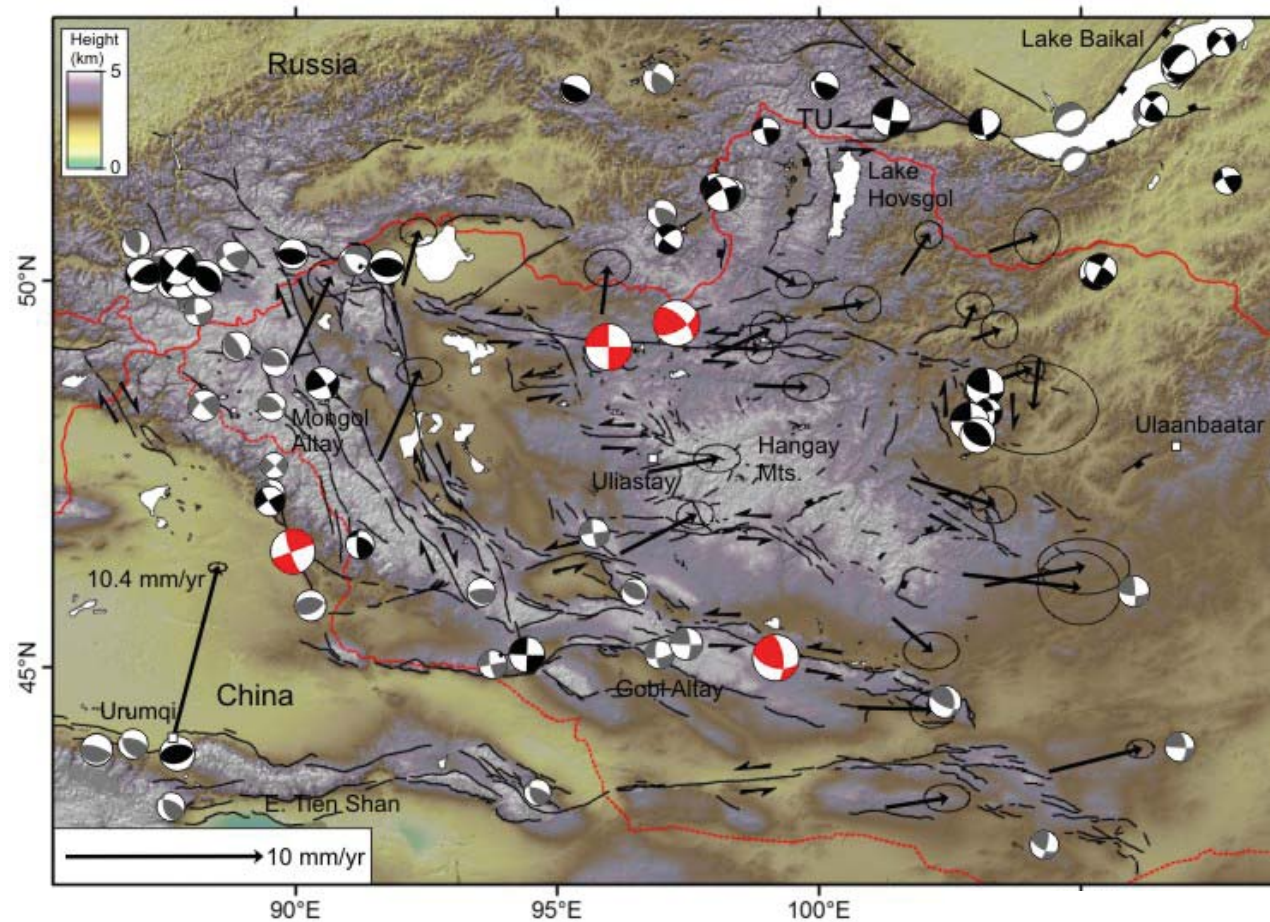 Height
(km)
5
0
Russia
Lake Baikal
TU
Lake
Hovsgol
50°N
Mongol
Altay
Hangay
Mts.
Uliastay
Ulaanbaatar
10.4 mm/yr
45°N
China
Gobi Altay
Urumqi
E. Tien Shan
10 mm/yr
90°E
95°E
100°E